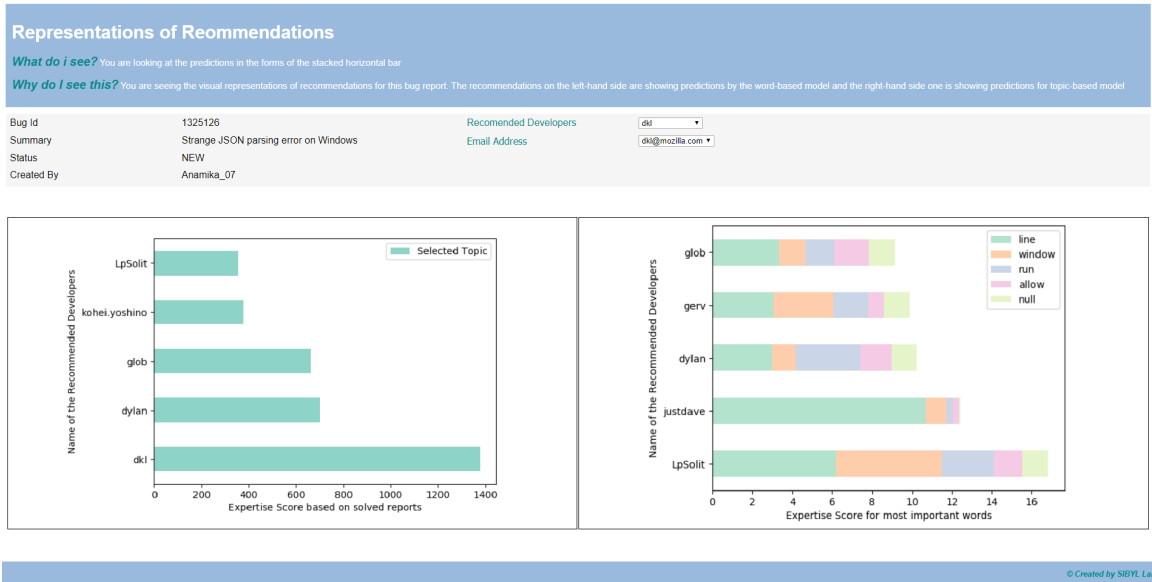 Representations of Reommendations
What do i see? You are looking at the predictions in the forms of the stacked horizontal bar
Why do I see this? You are seeing the visual representations of recommendations for this bug report. The recommendations on the left-hand side are showing predictions by the word-based model and the right-hand side one is showing predictions for topic-based model
Bug Id 1325126 Recomended Developers dkl
Summary Strange JSON parsing error on Windows Email Address dkl@mozilla.com
Status NEW
Created By Anamika_07
Selected Topic
Name of the Recommended Developers
LpSolit
kohei.yoshino
glob
dylan
dkl
0 200 400 600 800 1000 1200 1400
Expertise Score based on solved reports
line
window
run
allow
null
Name of the Recommended Developers
glob
gerv
dylan
justdave
LpSolit
0 2 4 6 8 10 12 14 16
Expertise Score for most important words
© Created by SIBYL La